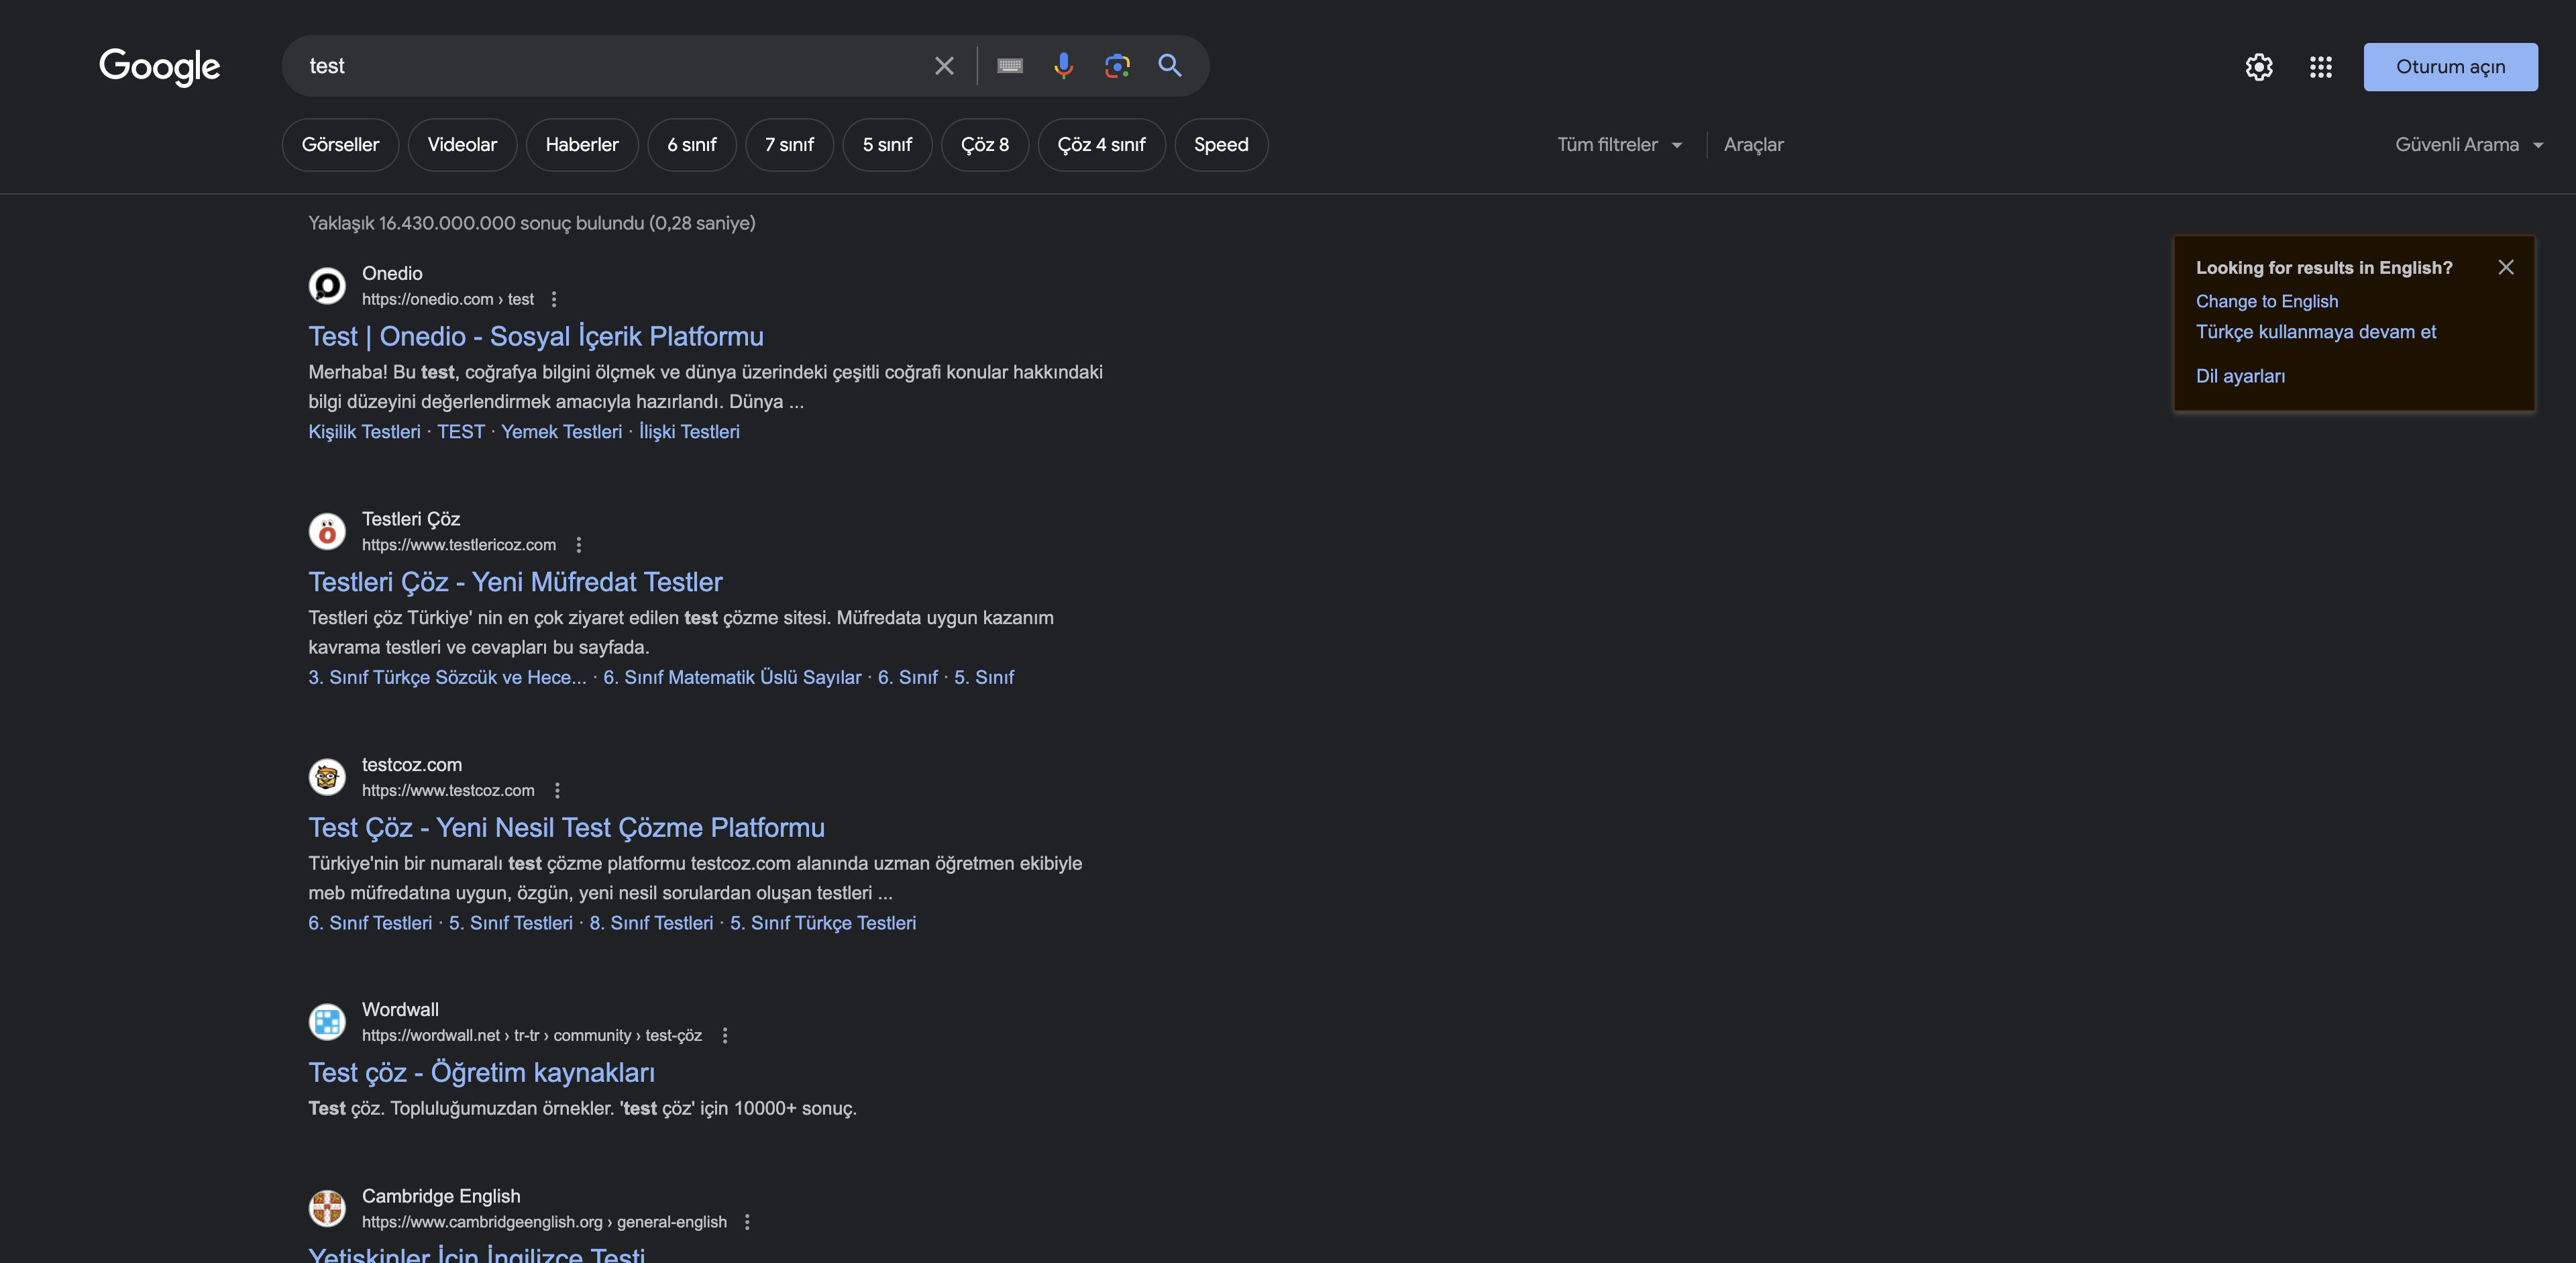 Google
test
Oturum açın
Görseller
Videolar
Haberler
6 sınıf
7 sınıf
5 sınıf
Çöz 8
Çöz 4 sınıf
Speed
Tüm filtreler
Araçlar
Güvenli Arama
Yaklaşık 16.430.000.000 sonuç bulundu (0,28 saniye)
Onedio
https://onedio.com › test
Test | Onedio - Sosyal İçerik Platformu
Merhaba! Bu test, coğrafya bilgini ölçmek ve dünya üzerindeki çeşitli coğrafi konular hakkındaki
bilgi düzeyini değerlendirmek amacıyla hazırlandı. Dünya ...
Kişilik Testleri · TEST · Yemek Testleri · İlişki Testleri
Testleri Çöz
https://www.testlericoz.com
Testleri Çöz - Yeni Müfredat Testler
Testleri çöz Türkiye' nin en çok ziyaret edilen test çözme sitesi. Müfredata uygun kazanım
kavrama testleri ve cevapları bu sayfada.
3. Sınıf Türkçe Sözcük ve Hece... · 6. Sınıf Matematik Üslü Sayılar · 6. Sınıf · 5. Sınıf
testcoz.com
https://www.testcoz.com
Test Çöz - Yeni Nesil Test Çözme Platformu
Türkiye'nin bir numaralı test çözme platformu testcoz.com alanında uzman öğretmen ekibiyle
meb müfredatına uygun, özgün, yeni nesil sorulardan oluşan testleri ...
6. Sınıf Testleri · 5. Sınıf Testleri · 8. Sınıf Testleri · 5. Sınıf Türkçe Testleri
Wordwall
https://wordwall.net › tr-tr › community › test-çöz
Test çöz - Öğretim kaynakları
Test çöz. Topluluğumuzdan örnekler. 'test çöz' için 10000+ sonuç.
Cambridge English
https://www.cambridgeenglish.org › general-english
Yetişkinler İçin İngilizce Testi
Looking for results in English?
Change to English
Türkçe kullanmaya devam et
Dil ayarları